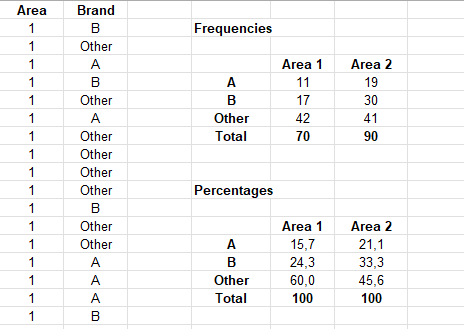 Area Brand
1 B Frequencies
1 Other
1 A Area 1 Area 2
1 B A 11 19
1 Other B 17 30
1 A Other 42 41
1 Other Total 70 90
1 Other
1 Other
1 Other Percentages
1 B
1 Other Area 1 Area 2
1 Other A 15,7 21,1
1 A B 24,3 33,3
1 A Other 60,0 45,6
1 A Total 100 100
1 B